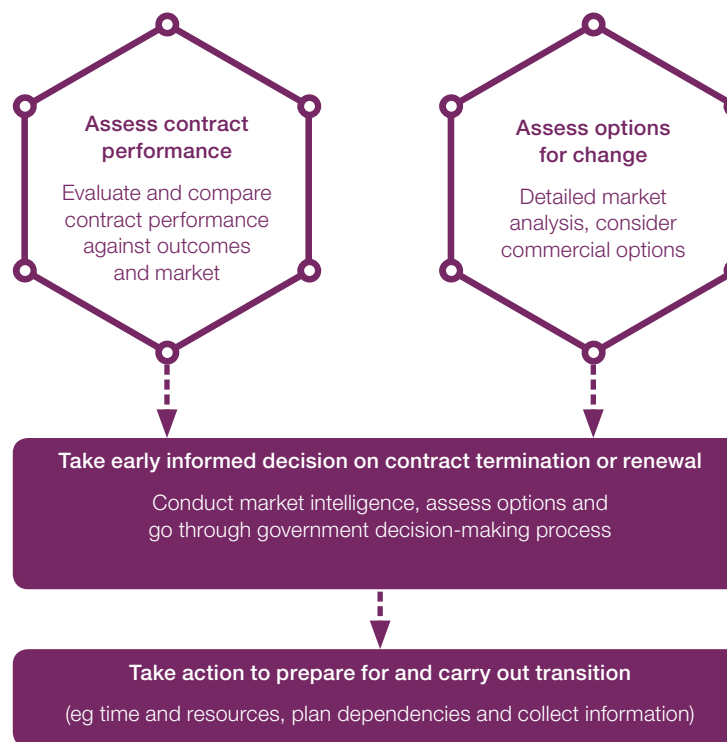 Assess contract
performance
Evaluate and compare
contract performance
against outcomes
and market
Assess options
for change
Detailed market
analysis, consider
commercial options
Take early informed decision on contract termination or renewal
Conduct market intelligence, assess options and
go through government decision-making process
Take action to prepare for and carry out transition
(eg time and resources, plan dependencies and collect information)